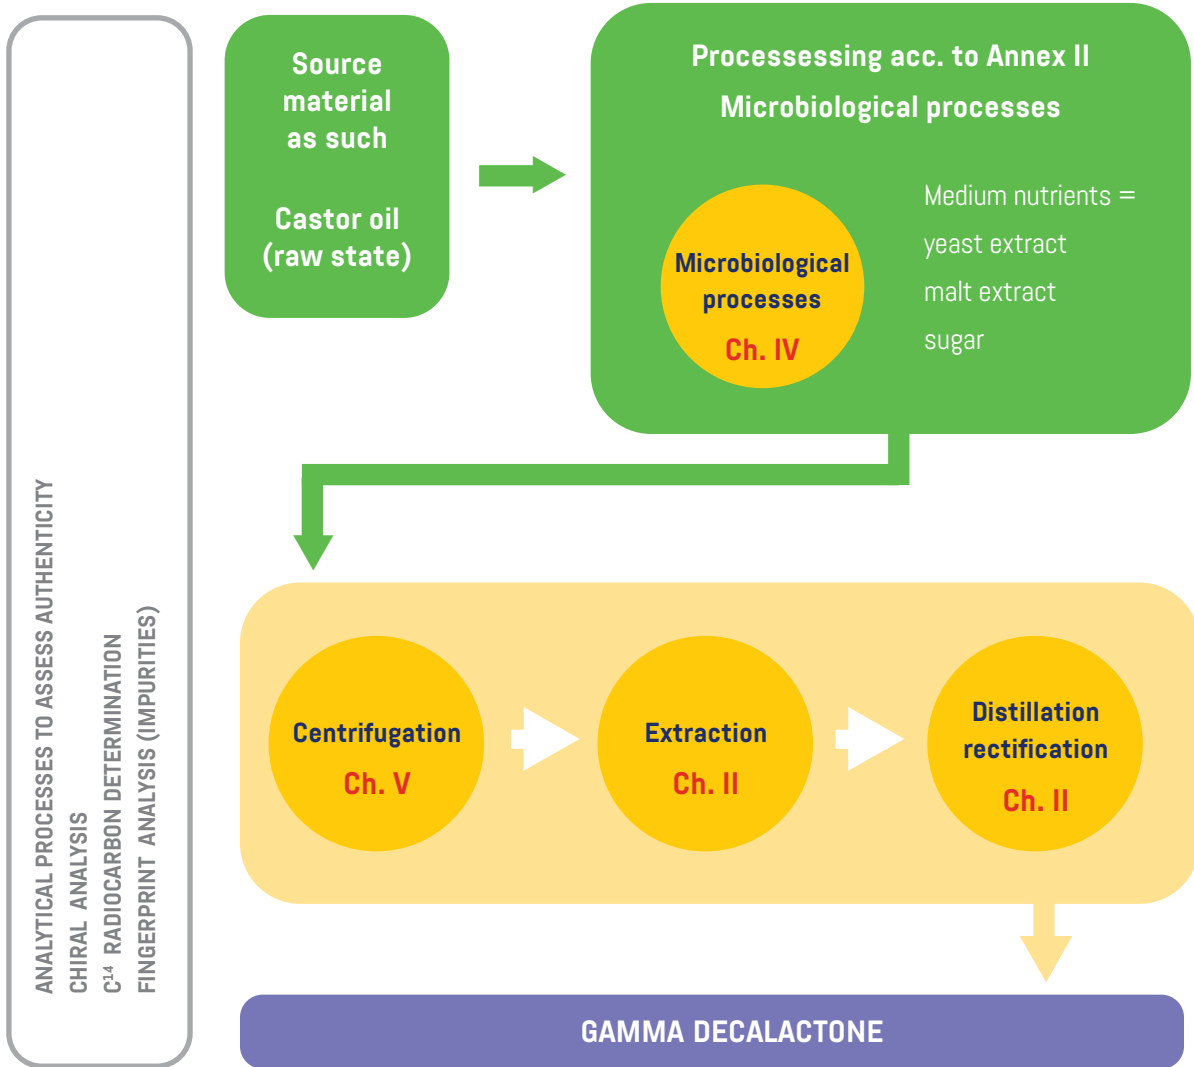 ANALYTICAL PROCESSES TO ASSESS AUTHENTICITY
CHIRAL ANALYSIS
C¹⁴ RADIOCARBON DETERMINATION
FINGERPRINT ANALYSIS (IMPURITIES)
Source
material
as such
Castor oil
(raw state)
Processessing acc. to Annex II
Microbiological processes
Microbiological
processes
Ch. IV
Medium nutrients =
yeast extract
malt extract
sugar
Centrifugation
Ch. V
Extraction
Ch. II
Distillation
rectification
Ch. II
GAMMA DECALACTONE